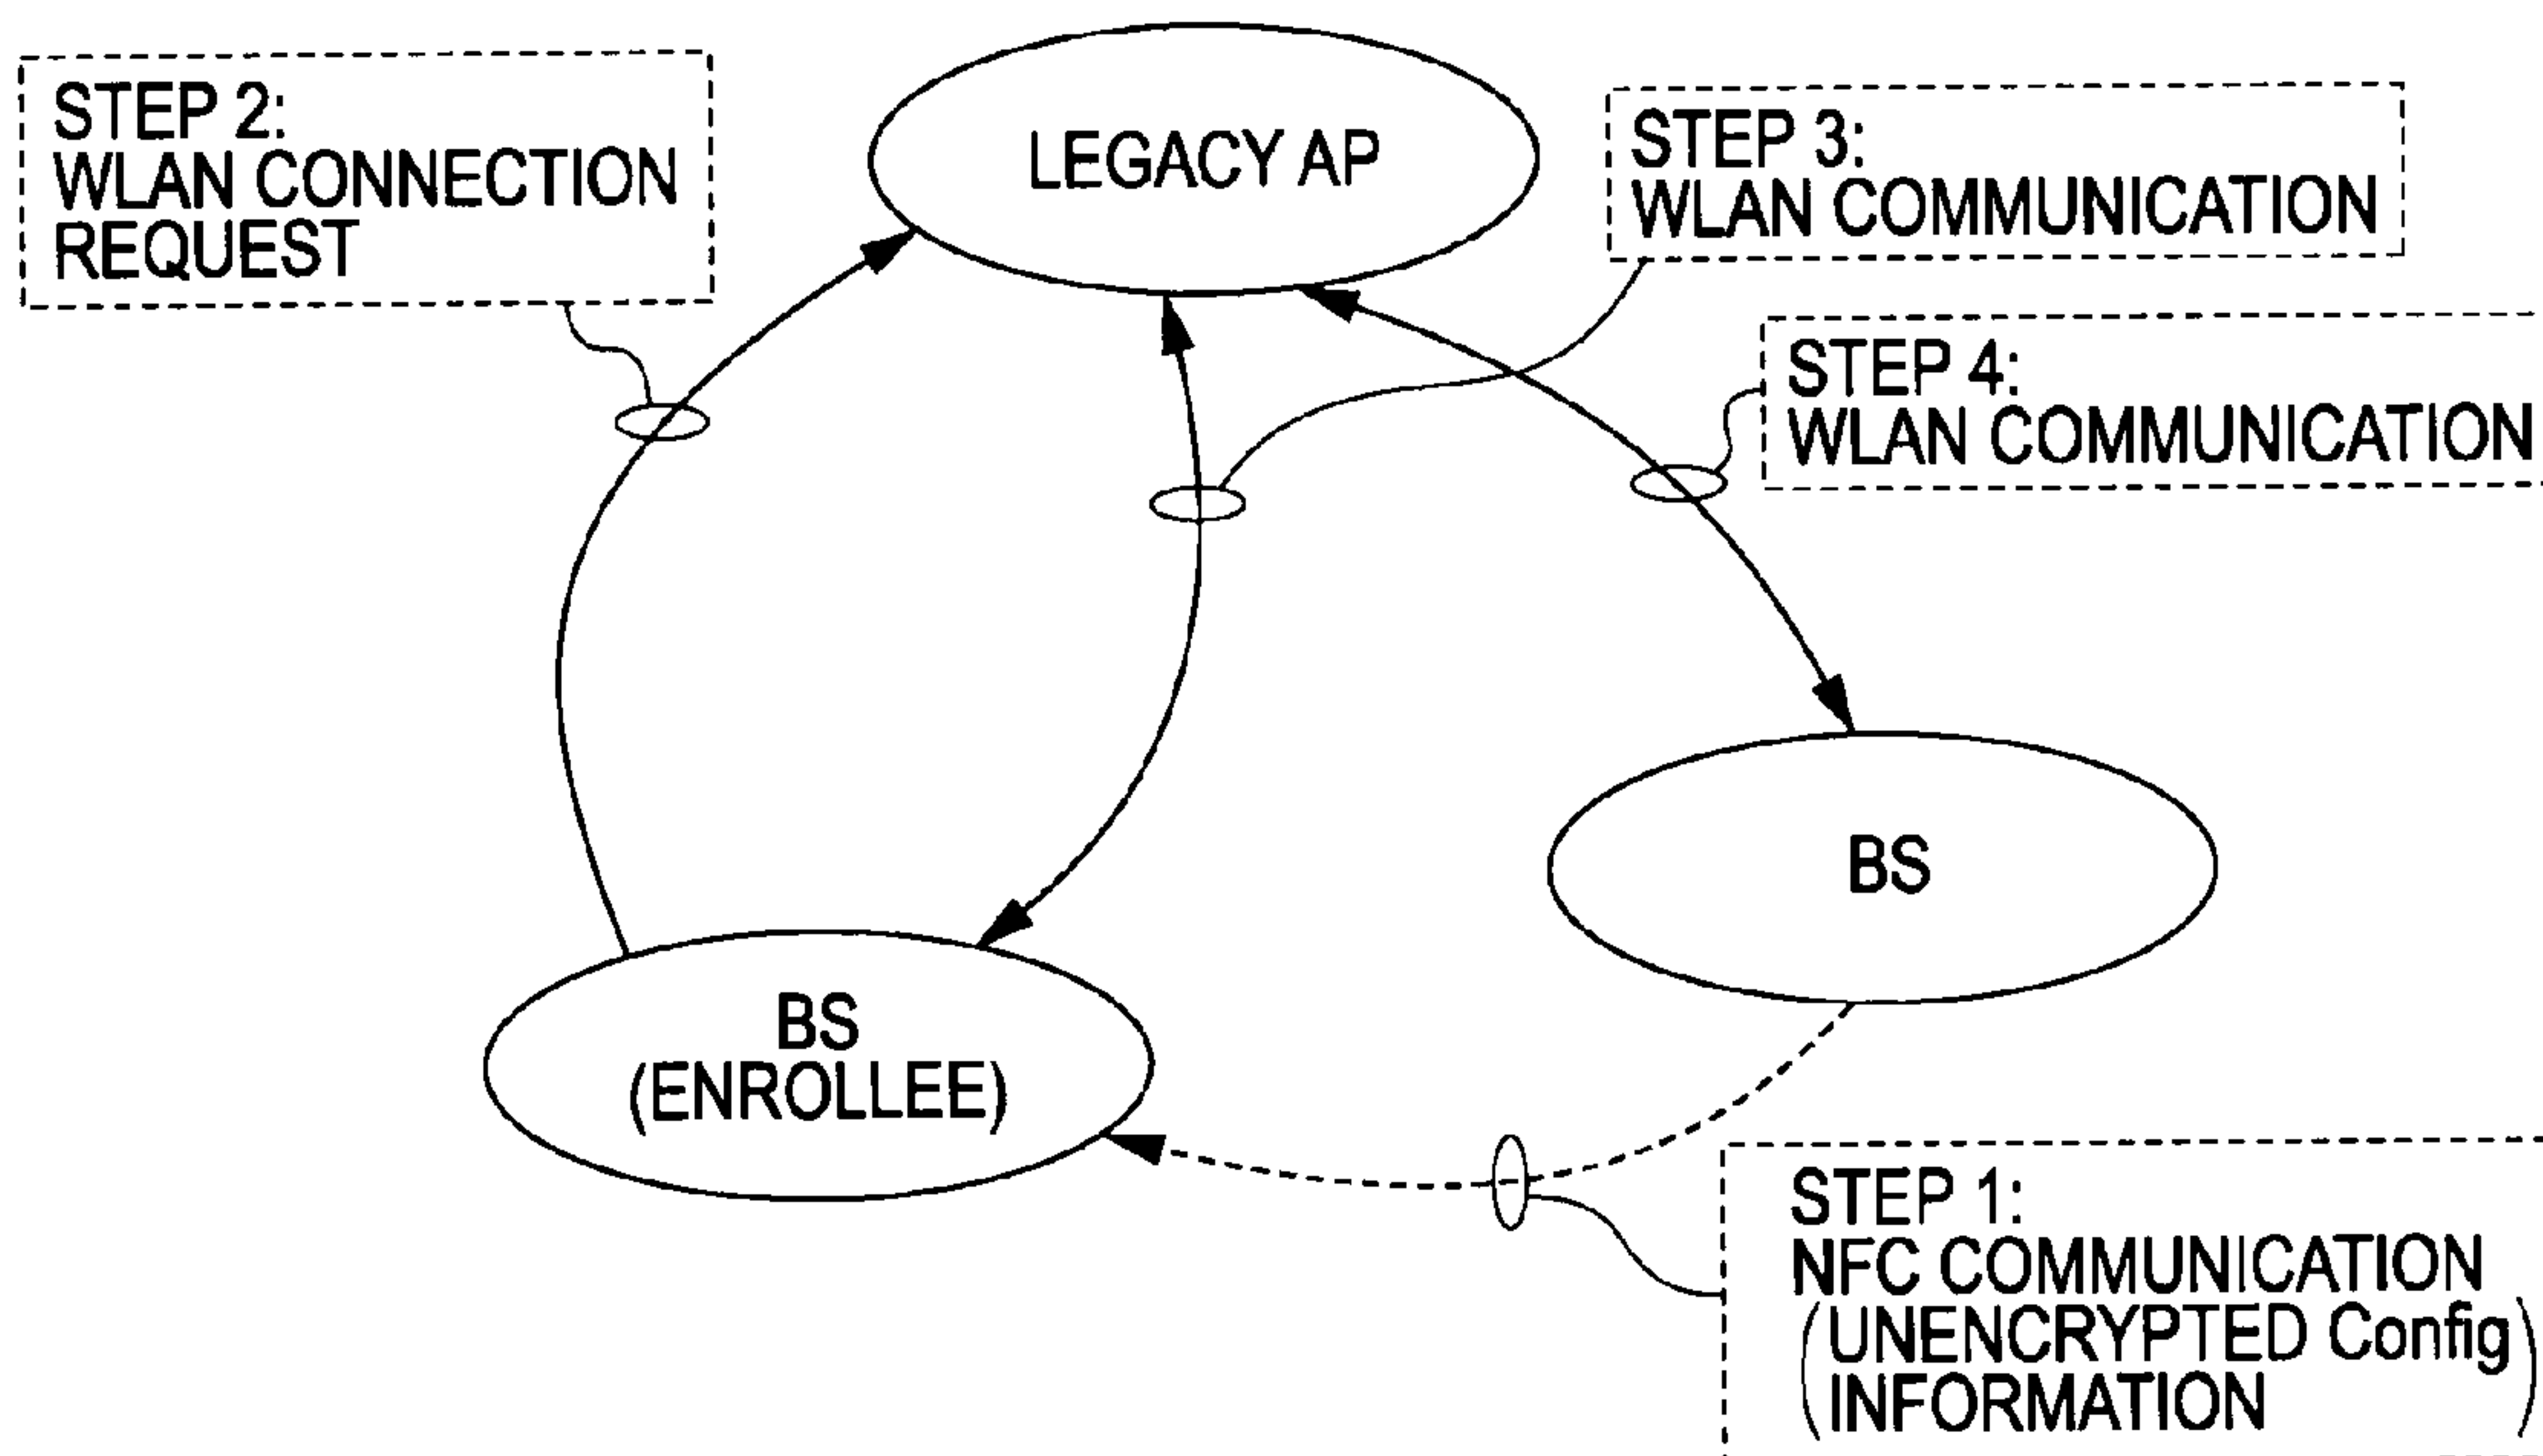 STEP 2:
WLAN CONNECTION
REQUEST
LEGACY AP
STEP 3:
WLAN COMMUNICATION
STEP 4:
WLAN COMMUNICATION
BS
BS
(ENROLLEE)
STEP 1:
NFC COMMUNICATION
(UNENCRYPTED Config
INFORMATION)